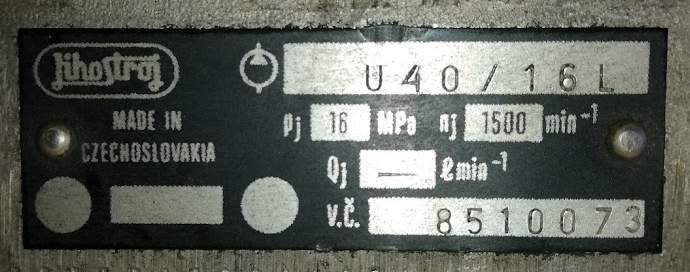 Jihostroj
U40/16L
MADE IN
CZECHOSLOVAKIA
pj 16 MPa nj 1500 min⁻¹
Qj — ℓmin⁻¹
V.Č. 8510073